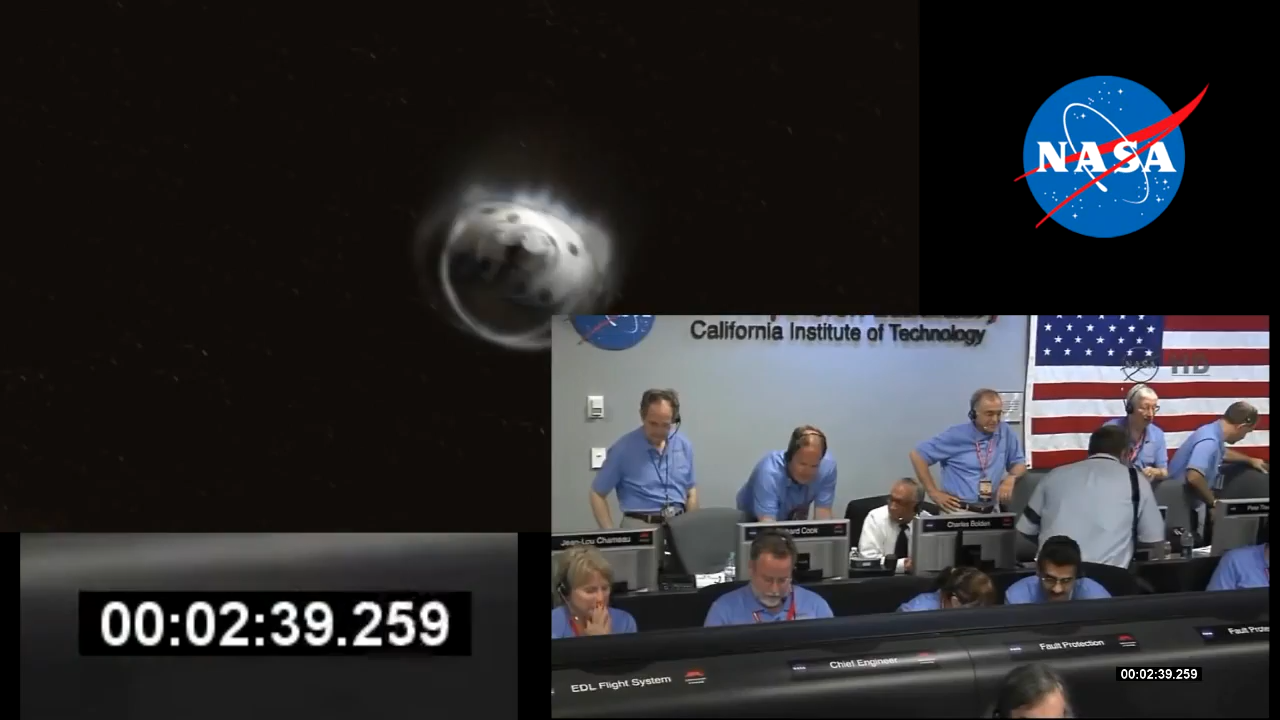 NASA
California Institute of Technology
NASA
HD
Jean-Lou Chameau
Richard Cook
Charles Bolden
00:02:39.259
EDL Flight System
Chief Engineer
Fault Protection
Fault
00:02:39.259